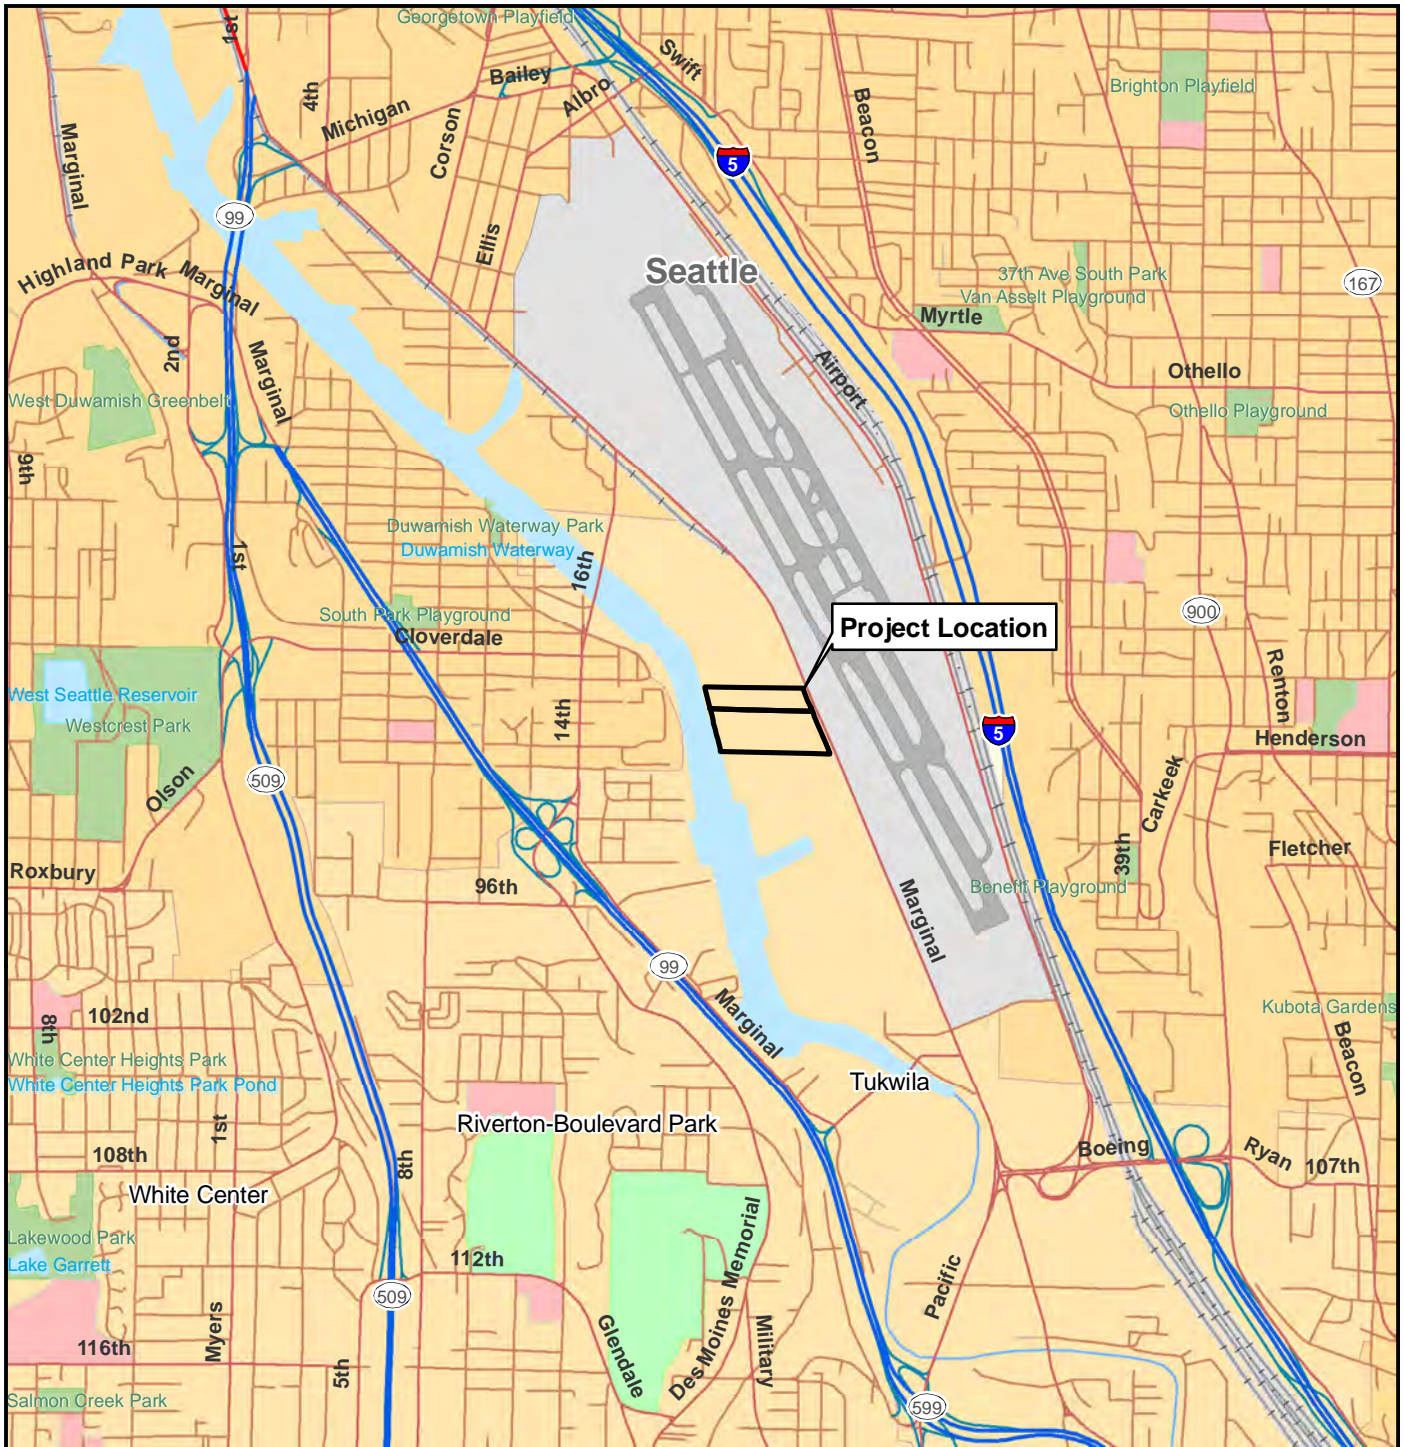 Georgetown Playfield
1st
Swift
Bailey
4th
Albro
Brighton Playfield
Michigan
Beacon
Corson
Marginal
5
99
Ellis
Highland Park
Marginal
Seattle
37th Ave South Park
167
Van Asselt Playground
Myrtle
2nd
Marginal
Airport
Othello
West Duwamish Greenbelt
Othello Playground
9th
Duwamish Waterway Park
Duwamish Waterway
1st
16th
South Park Playground
900
Cloverdale
Project Location
Renton
West Seattle Reservoir
Westcrest Park
14th
5
Henderson
509
Olson
Carkeek
39th
Fletcher
Roxbury
96th
Benefit Playground
Marginal
99
Kubota Gardens
102nd
8th
Marginal
Beacon
White Center Heights Park
White Center Heights Park Pond
Tukwila
1st
Riverton-Boulevard Park
108th
8th
Boeing
Ryan
107th
White Center
Lakewood Park
Lake Garrett
112th
Des Moines Memorial
Pacific
509
Myers
116th
Glendale
Military
5th
Salmon Creek Park
599